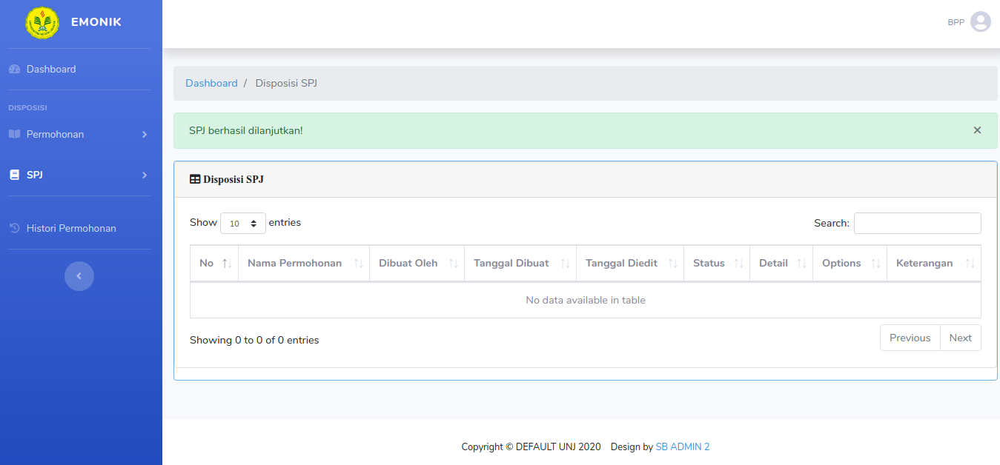 EMONIK
BPP
Dashboard
DISPOSISI
Permohonan
SPJ
Histori Permohonan
Dashboard / Disposisi SPJ
SPJ berhasil dilanjutkan! ×
Disposisi SPJ
Show 10 entries Search:
No Nama Permohonan Dibuat Oleh Tanggal Dibuat Tanggal Diedit Status Detail Options Keterangan
No data available in table
Showing 0 to 0 of 0 entries Previous Next
Copyright © DEFAULT UNJ 2020 Design by SB ADMIN 2